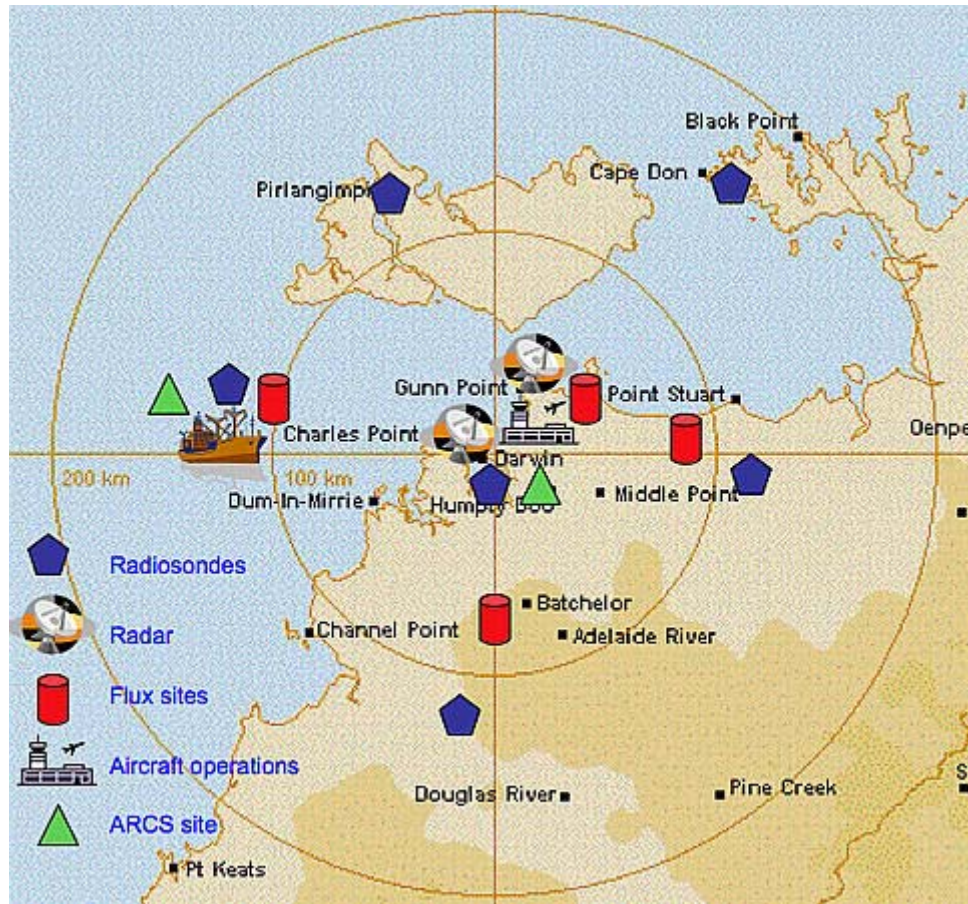 Black Point
Cape Don
Pirlangimpi
Gunn Point
Point Stuart
Charles Point
Oenpe
Darwin
200 km
100 km
Dum-In-Mirrie
Humpty Doo
Middle Point
Radiosondes
Batchelor
Radar
Channel Point
Adelaide River
Flux sites
Aircraft operations
S
Douglas River
Pine Creek
ARCS site
Pt Keats